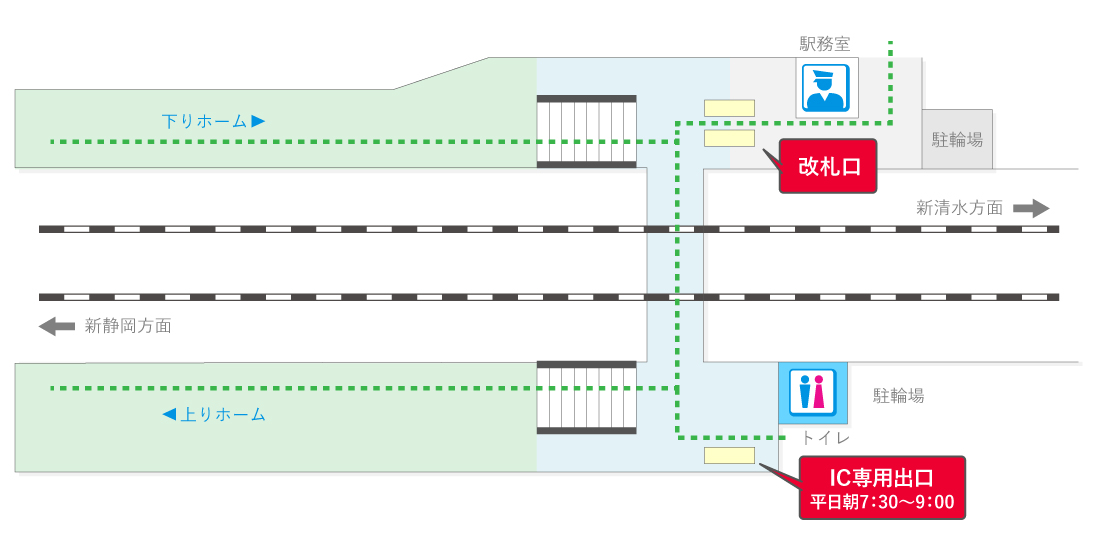 駅務室
下りホーム
駐輪場
改札口
新清水方面
新静岡方面
駐輪場
上りホーム
トイレ
IC専用出口
平日朝7:30～9:00